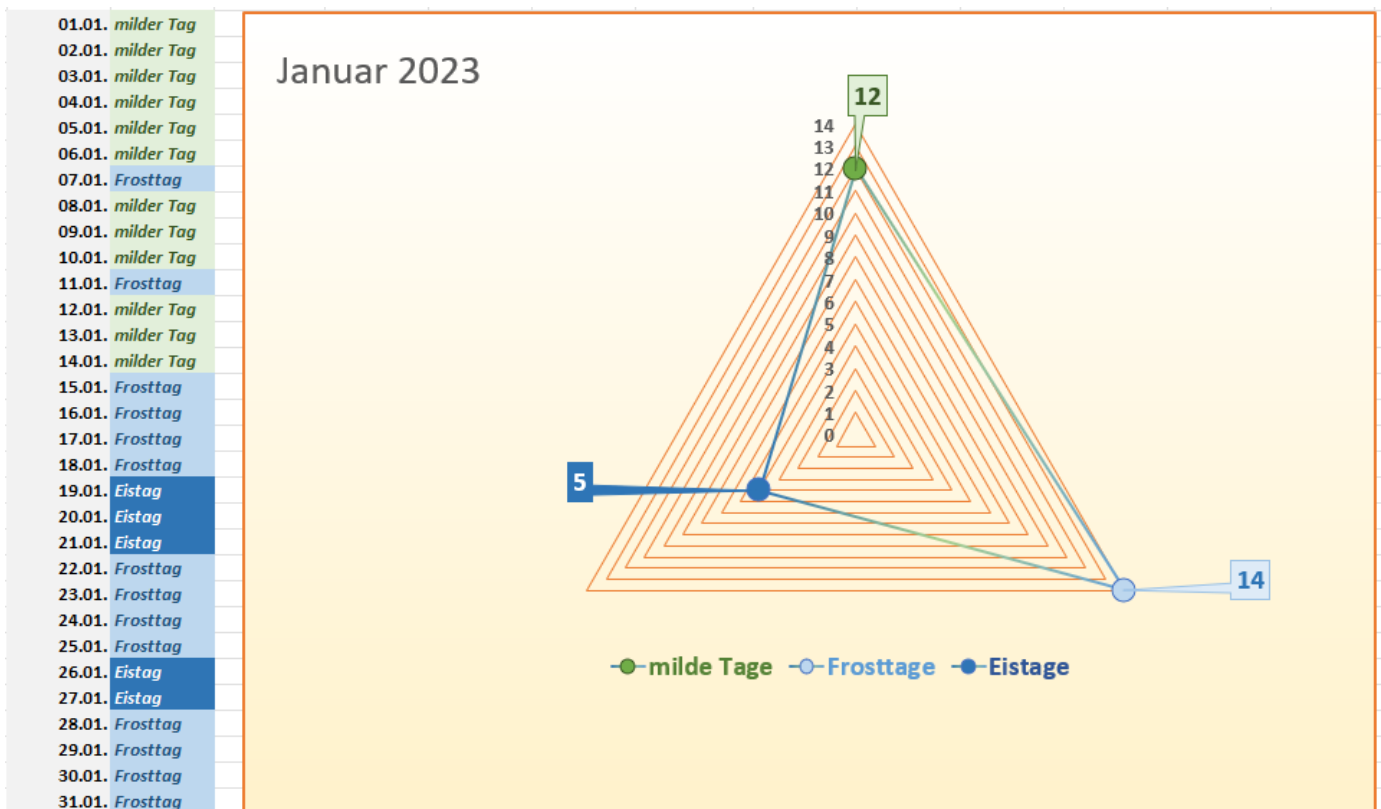 01.01. milder Tag
02.01. milder Tag
03.01. milder Tag
04.01. milder Tag
05.01. milder Tag
06.01. milder Tag
07.01. Frosttag
08.01. milder Tag
09.01. milder Tag
10.01. milder Tag
11.01. Frosttag
12.01. milder Tag
13.01. milder Tag
14.01. milder Tag
15.01. Frosttag
16.01. Frosttag
17.01. Frosttag
18.01. Frosttag
19.01. Eistag
20.01. Eistag
21.01. Eistag
22.01. Frosttag
23.01. Frosttag
24.01. Frosttag
25.01. Frosttag
26.01. Eistag
27.01. Eistag
28.01. Frosttag
29.01. Frosttag
30.01. Frosttag
31.01. Frosttag
Januar 2023
12
14
13
12
11
10
9
8
7
6
5
4
3
2
1
0
5
14
milde Tage Frosttage Eistage